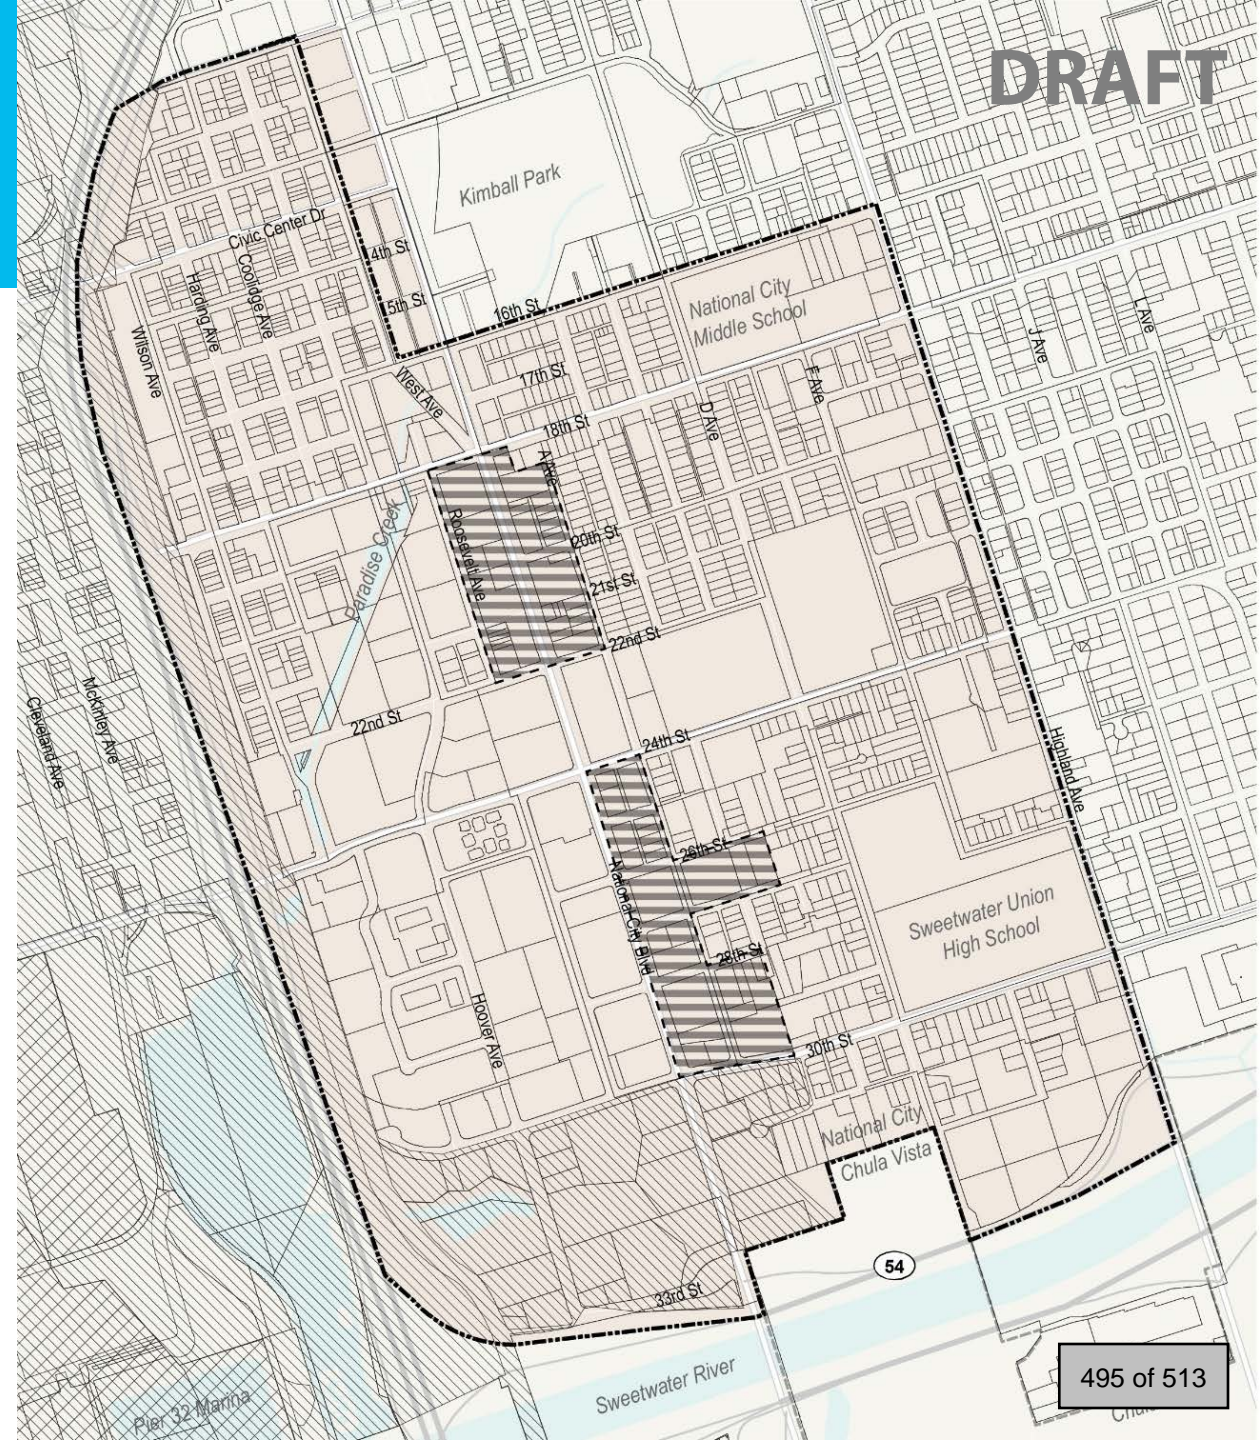 DRAFT
Kimball Park
Civic Center Dr
4th St
Harding Ave
Coolidge Ave
5th St
16th St
National City
Middle School
L Ave
J Ave
Wilson Ave
West Ave
17th St
F Ave
D Ave
18th St
A Ave
Paradise Creek
Roosevelt Ave
20th St
21st St
22nd St
22nd St
Cleveland Ave
McKinley Ave
24th St
Highland Ave
26th St
National City Blvd
Sweetwater Union
High School
28th St
Hoover Ave
30th St
National City
Chula Vista
54
33rd St
Sweetwater River
Pier 32 Marina
495 of 513